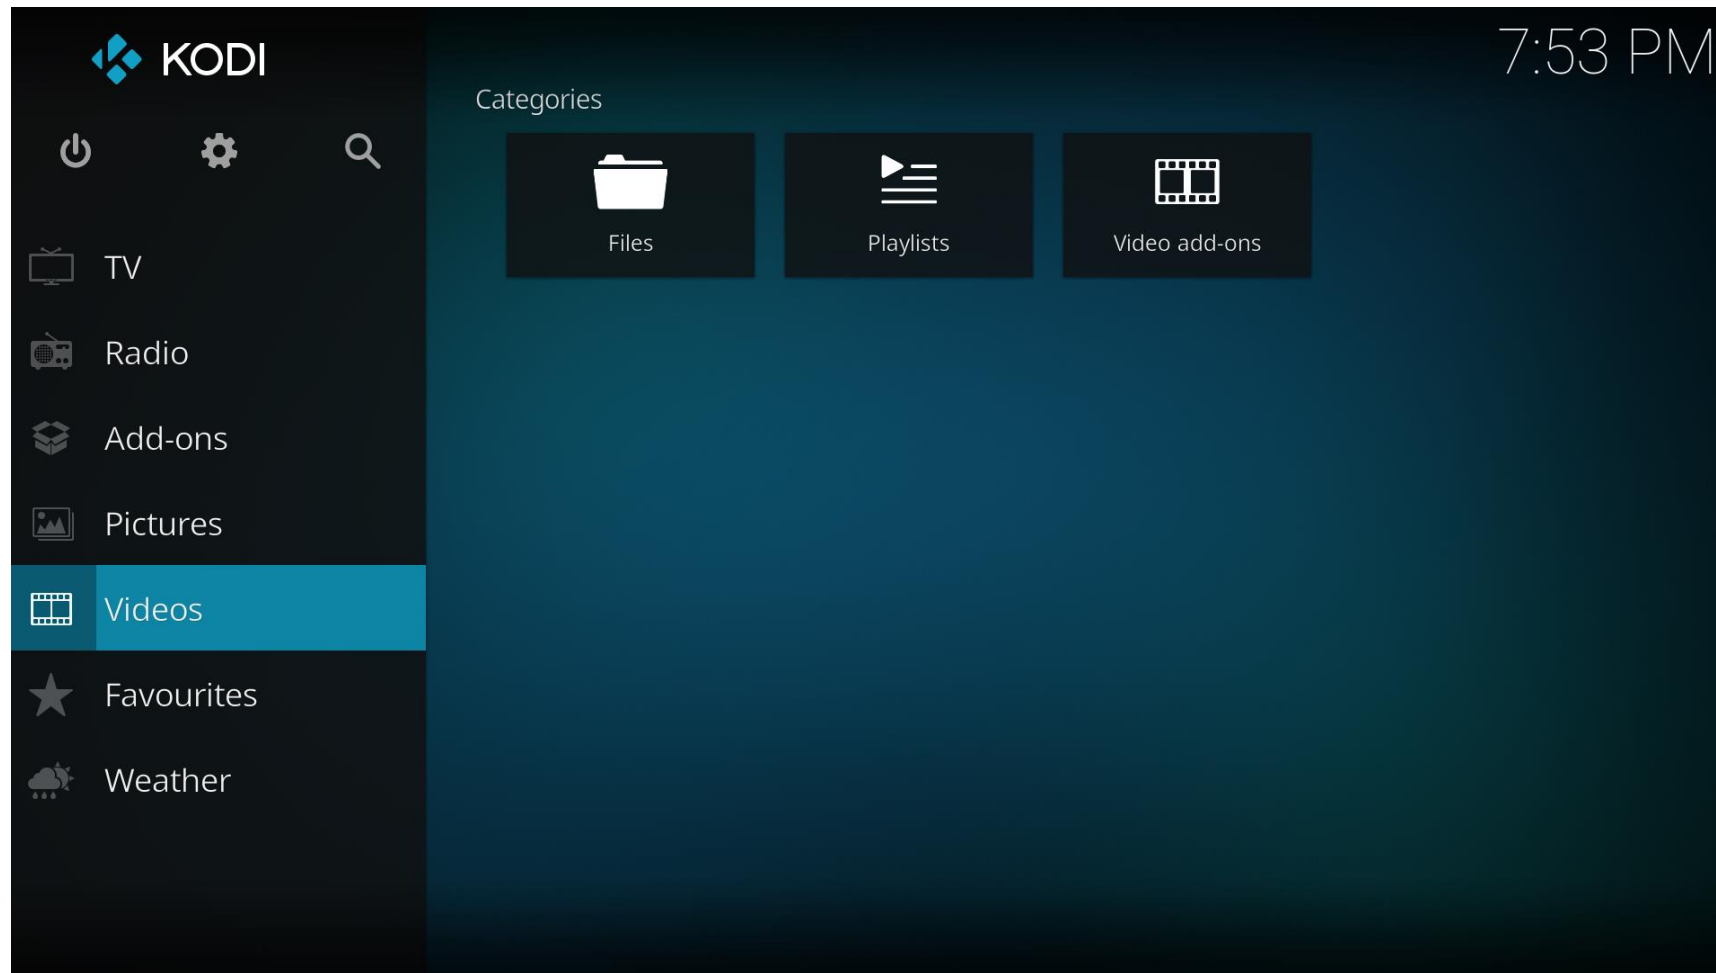 KODI
7:53 PM
Categories
Files
Playlists
Video add-ons
TV
Radio
Add-ons
Pictures
Videos
Favourites
Weather